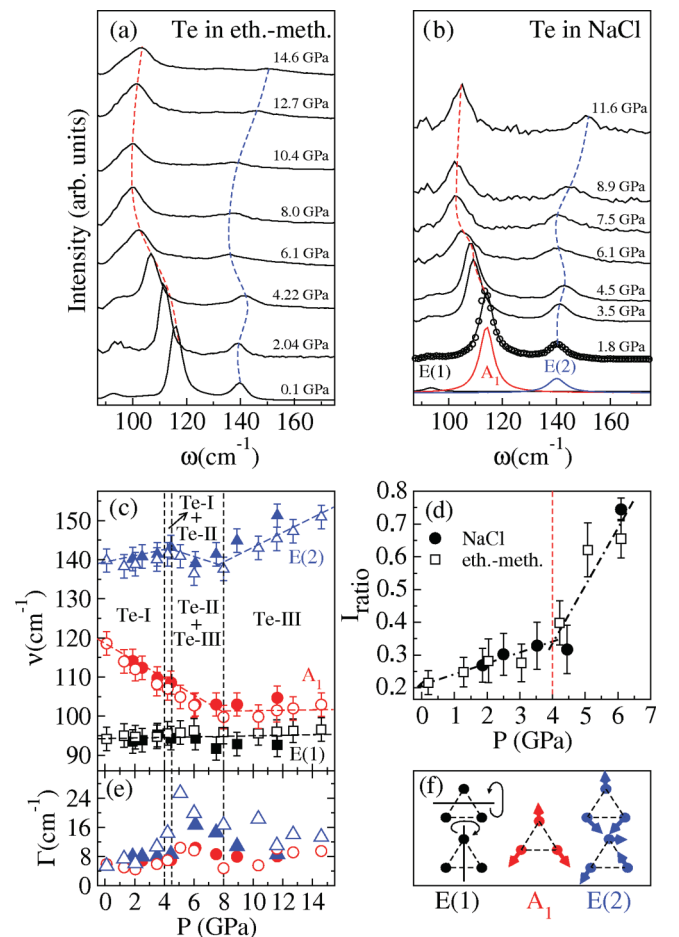 (a) Te in eth.-meth.
14.6 GPa
12.7 GPa
10.4 GPa
8.0 GPa
6.1 GPa
4.22 GPa
2.04 GPa
0.1 GPa
Intensity (arb. units)
100 120 140 160
ω(cm⁻¹)
(b) Te in NaCl
11.6 GPa
8.9 GPa
7.5 GPa
6.1 GPa
4.5 GPa
3.5 GPa
1.8 GPa
E(1)
A₁
E(2)
100 120 140 160
ω(cm⁻¹)
(c)
Te-I
+
Te-II
E(2)
Te-I
Te-II
+
Te-III
Te-III
A₁
E(1)
150
140
130
120
110
100
90
ν(cm⁻¹)
(e)
24
16
8
0
Γ(cm⁻¹)
0 2 4 6 8 10 12 14
P (GPa)
(d)
NaCl
eth.-meth.
0.8
0.7
0.6
0.5
0.4
0.3
0.2
I_ratio
0 1 2 3 4 5 6 7
P (GPa)
(f)
E(1) A₁ E(2)